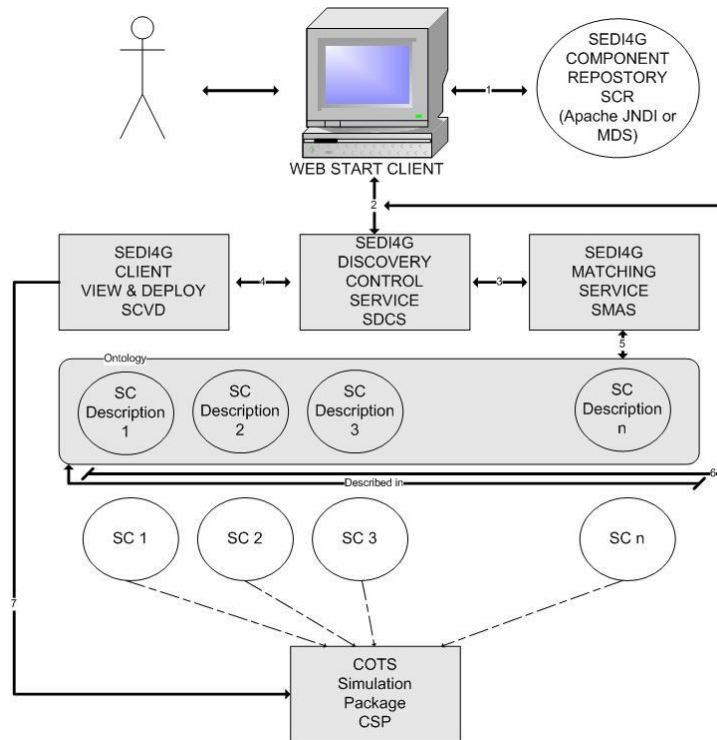 SEDI4G
COMPONENT
REPOSTORY
SCR
(Apache JNDI or
MDS)
1
WEB START CLIENT
2
SEDI4G
CLIENT
VIEW & DEPLOY
SCVD
4
SEDI4G
DISCOVERY
CONTROL
SERVICE
SDCS
3
SEDI4G
MATCHING
SERVICE
SMAS
5
Ontology
SC
Description
1
SC
Description
2
SC
Description
3
SC
Description
n
6
Described in
SC 1
SC 2
SC 3
SC n
7
COTS
Simulation
Package
CSP